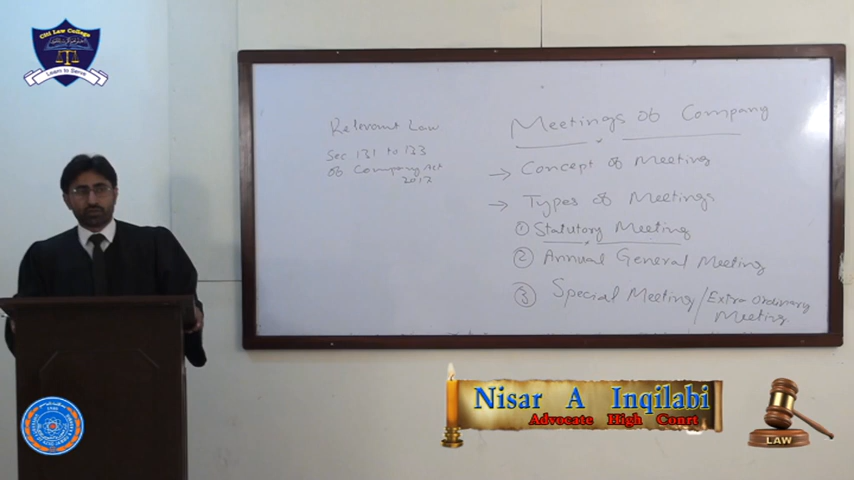 Citi Law College
Learn to Serve
Relevant Law
Sec 131 to 133
of Company Act
2017
Meetings of Company
→ Concept of Meeting
→ Types of Meetings
① Statutory Meeting
② Annual General Meeting
③ Special Meeting / Extra Ordinary
Meeting.
Nisar A Inqilabi
Advocate High Court
LAW